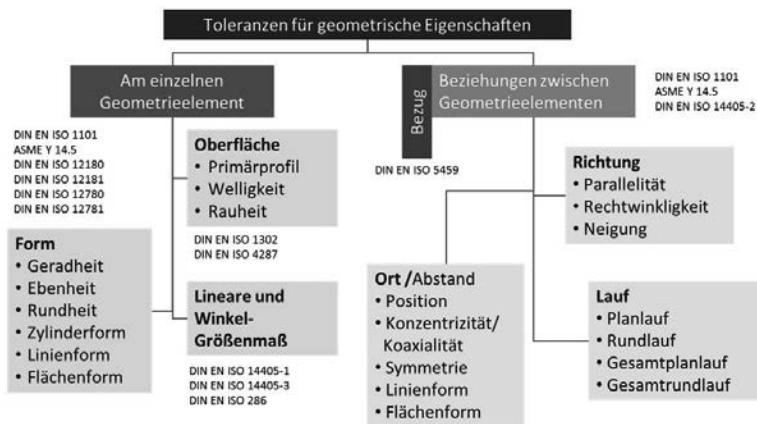 Toleranzen für geometrische Eigenschaften
Am einzelnen
Geometrieelement
DIN EN ISO 1101
ASME Y 14.5
DIN EN ISO 12180
DIN EN ISO 12181
DIN EN ISO 12780
DIN EN ISO 12781
Form
• Geradheit
• Ebenheit
• Rundheit
• Zylinderform
• Linienform
• Flächenform
Oberfläche
• Primärprofil
• Welligkeit
• Rauheit
DIN EN ISO 1302
DIN EN ISO 4287
Lineare und
Winkel-
Größenmaß
DIN EN ISO 14405-1
DIN EN ISO 14405-3
DIN EN ISO 286
Bezug
Beziehungen zwischen
Geometrieelementen
DIN EN ISO 1101
ASME Y 14.5
DIN EN ISO 14405-2
DIN EN ISO 5459
Ort /Abstand
• Position
• Konzentrizität/
Koaxialität
• Symmetrie
• Linienform
• Flächenform
Richtung
• Parallelität
• Rechtwinkligkeit
• Neigung
Lauf
• Planlauf
• Rundlauf
• Gesamtplanlauf
• Gesamtrundlauf